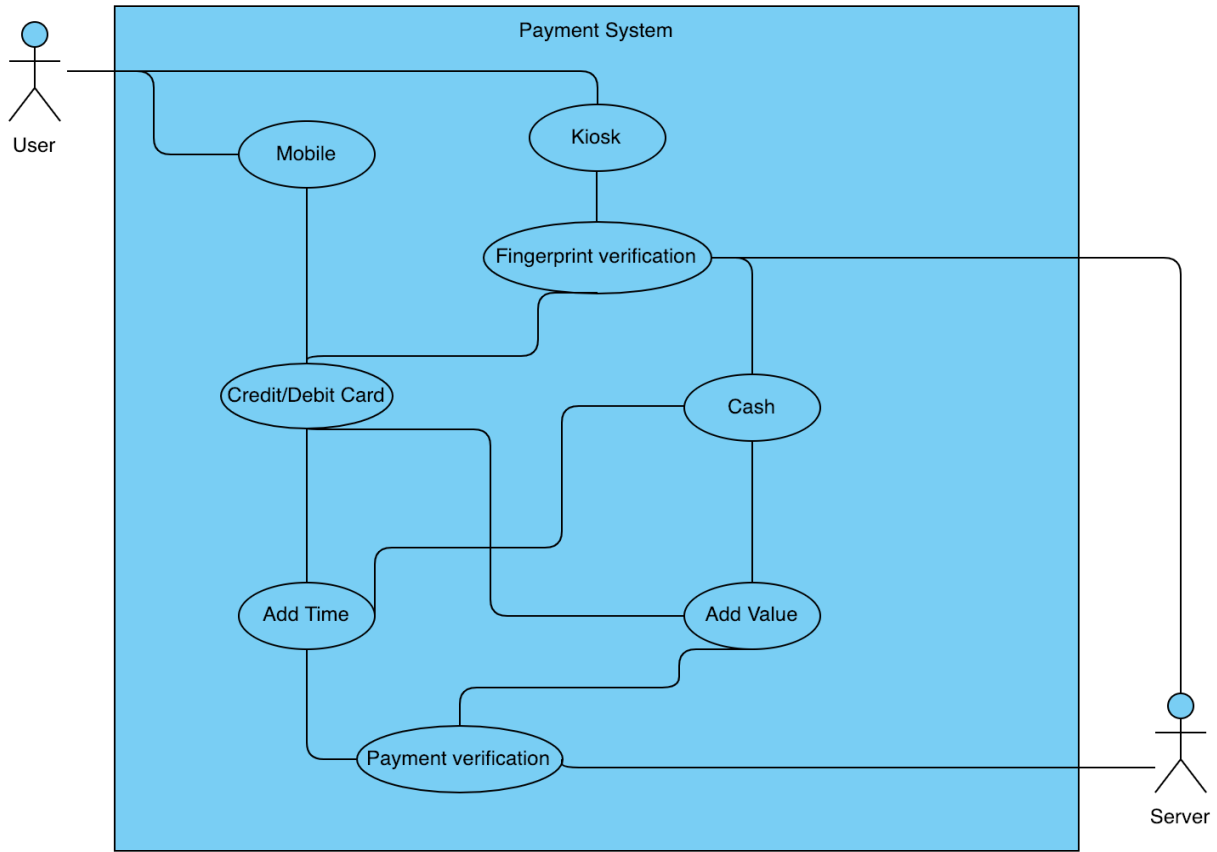 Payment System
User
Mobile
Kiosk
Fingerprint verification
Credit/Debit Card
Cash
Add Time
Add Value
Payment verification
Server